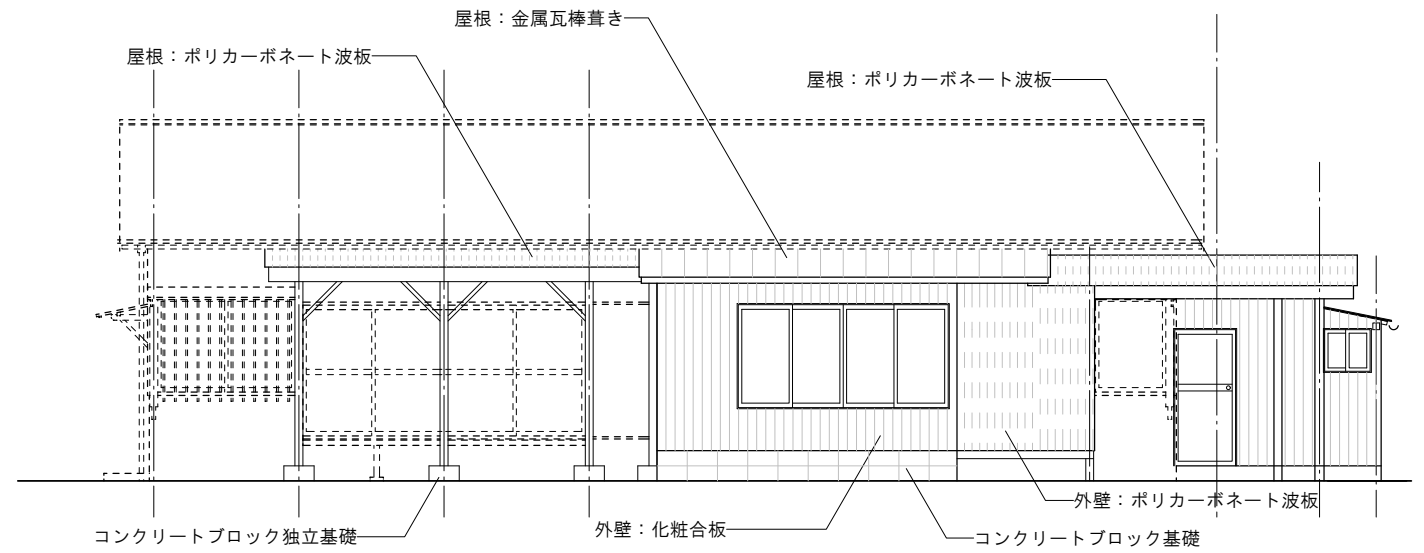 屋根：金属瓦棒葺き
屋根：ポリカーボネート波板
屋根：ポリカーボネート波板
外壁：ポリカーボネート波板
外壁：化粧合板
コンクリートブロック独立基礎
コンクリートブロック基礎